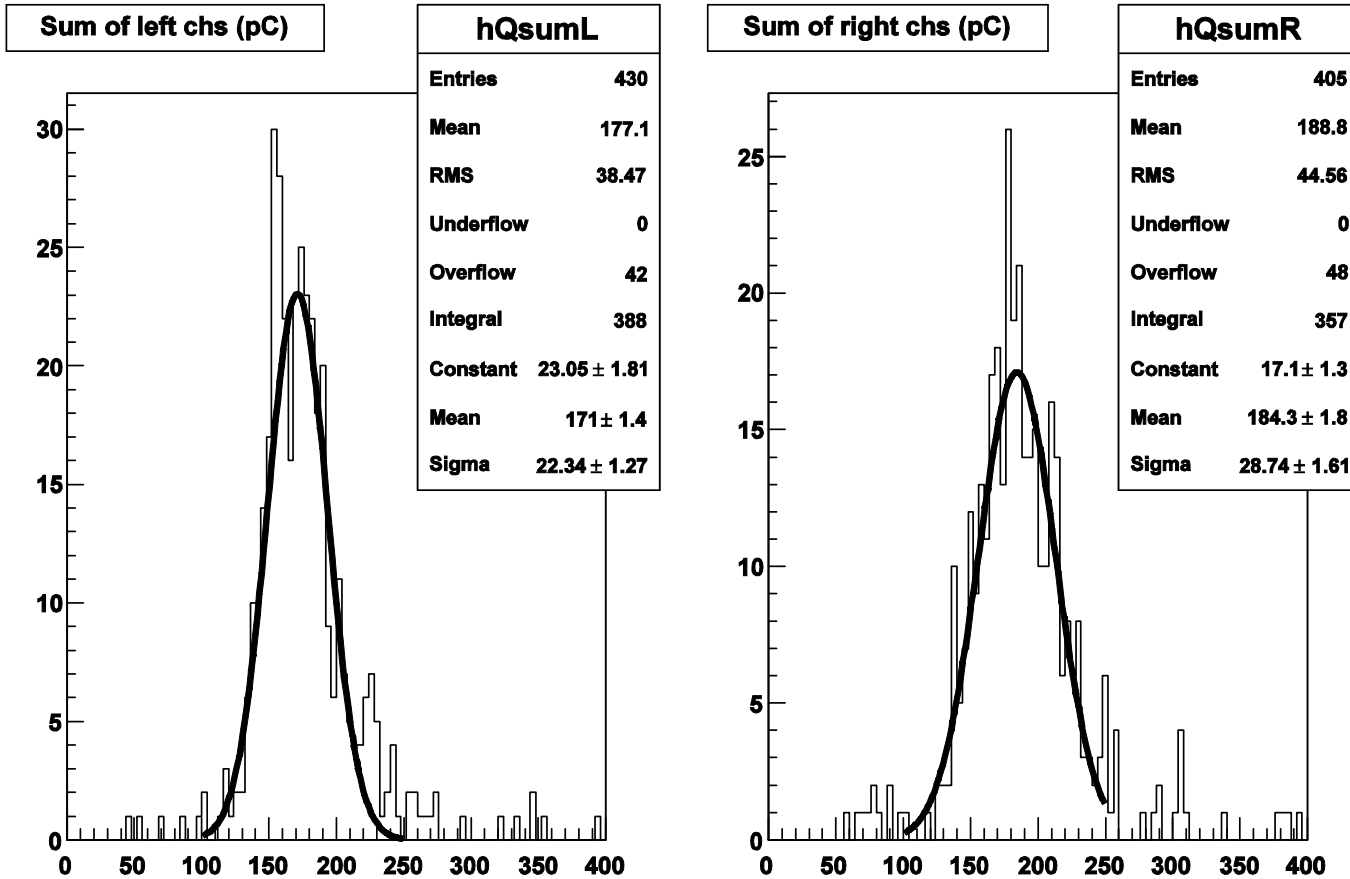 Sum of left chs (pC)
hQsumL
Entries 430
Mean 177.1
RMS 38.47
Underflow 0
Overflow 42
Integral 388
Constant 23.05 ± 1.81
Mean 171 ± 1.4
Sigma 22.34 ± 1.27
30
25
20
15
10
5
0
0 50 100 150 200 250 300 350 400
Sum of right chs (pC)
hQsumR
Entries 405
Mean 188.8
RMS 44.56
Underflow 0
Overflow 48
Integral 357
Constant 17.1 ± 1.3
Mean 184.3 ± 1.8
Sigma 28.74 ± 1.61
25
20
15
10
5
0
0 50 100 150 200 250 300 350 400